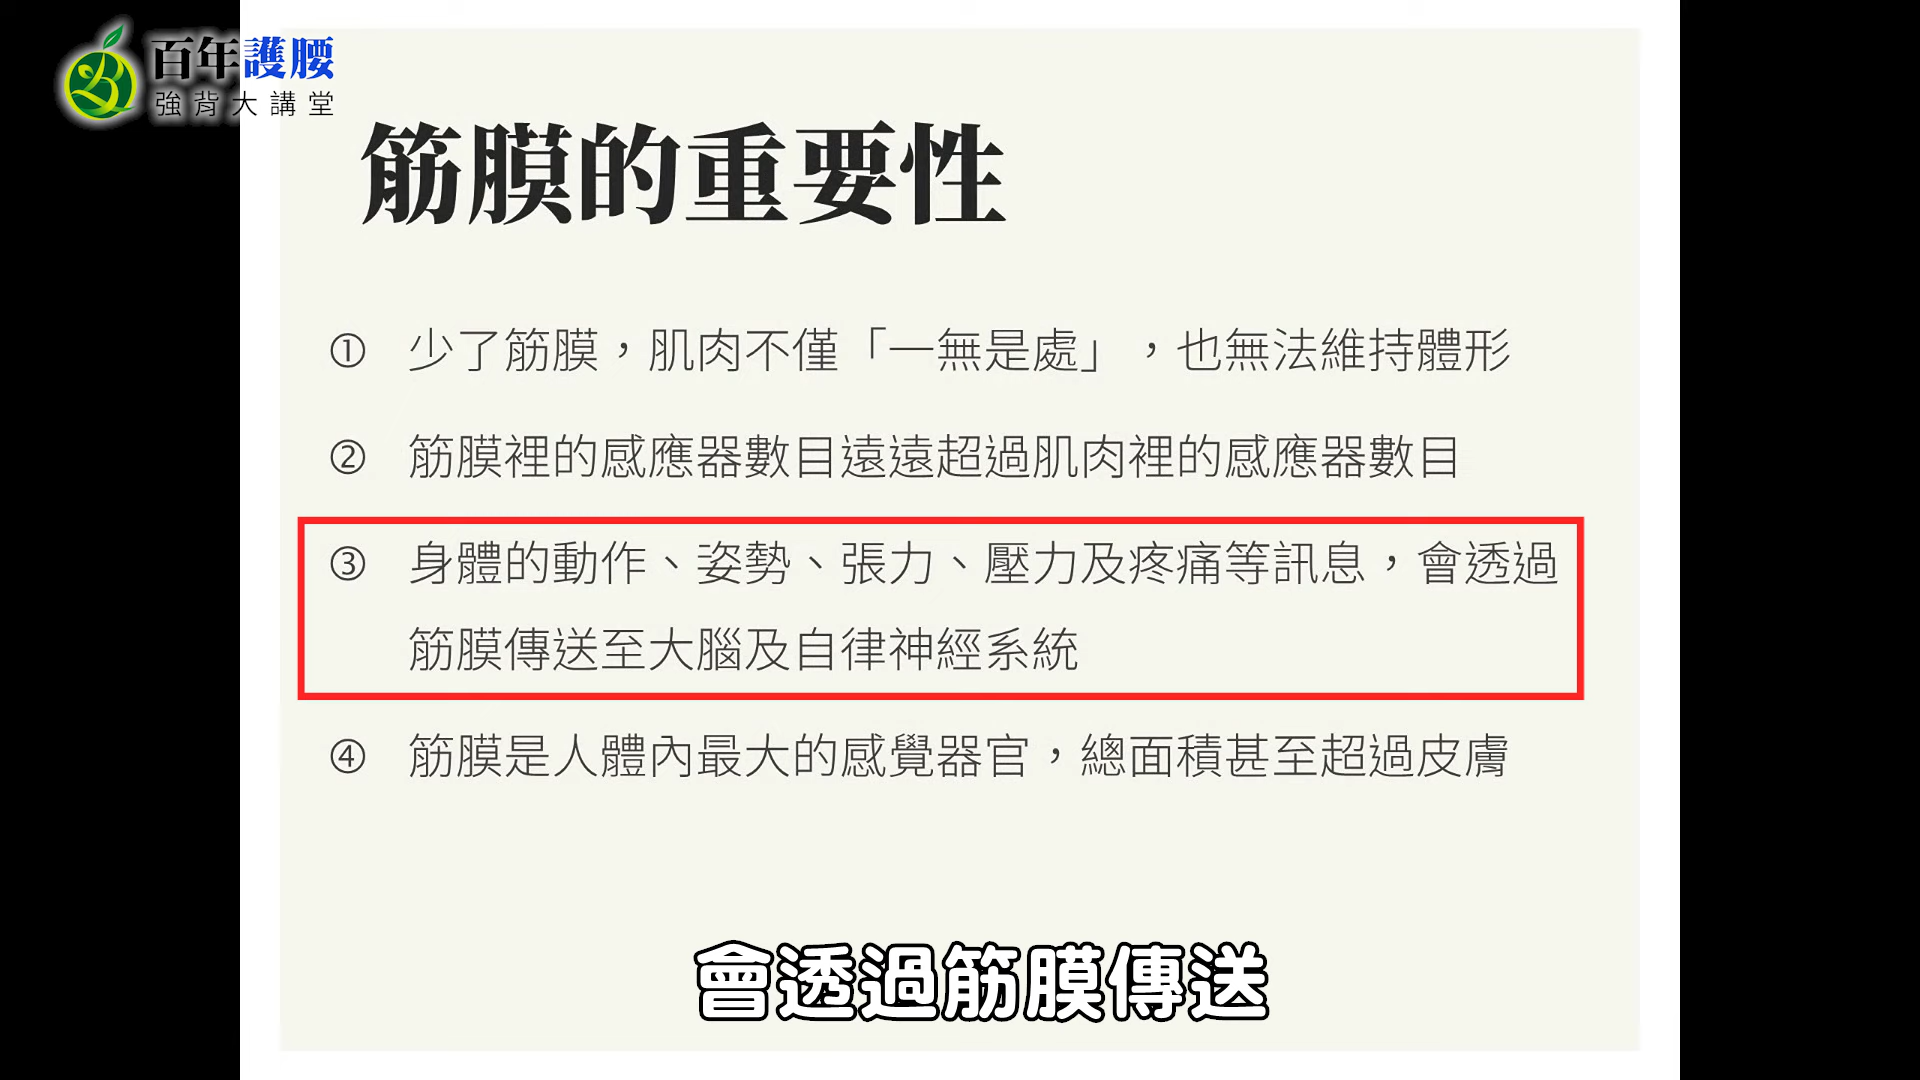 百年護腰
強背大講堂
筋膜的重要性
① 少了筋膜，肌肉不僅「一無是處」，也無法維持體形
② 筋膜裡的感應器數目遠遠超過肌肉裡的感應器數目
③ 身體的動作、姿勢、張力、壓力及疼痛等訊息，會透過
筋膜傳送至大腦及自律神經系統
④ 筋膜是人體內最大的感覺器官，總面積甚至超過皮膚
會透過筋膜傳送